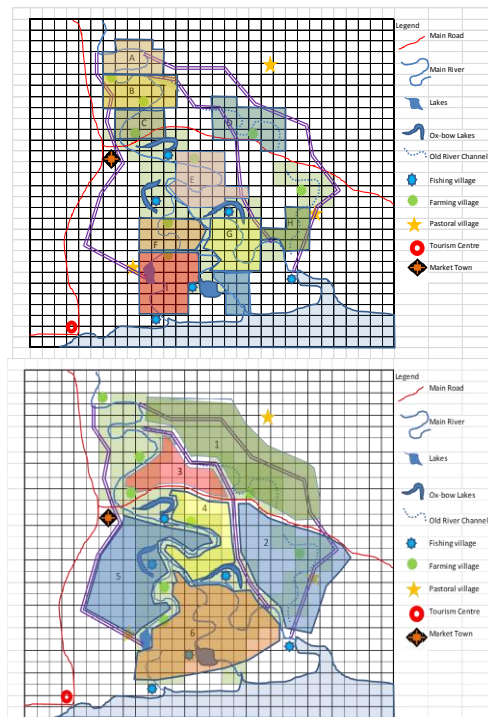 Legend
Main Road
Main River
Lakes
Ox-bow Lakes
Old River Channel
Fishing village
Farming village
Pastoral village
Tourism Centre
Market Town
A
B
C
D
E
F
G
H
Legend
Main Road
Main River
Lakes
Ox-bow Lakes
Old River Channel
Fishing village
Farming village
Pastoral village
Tourism Centre
Market Town
1
3
4
2
5
6